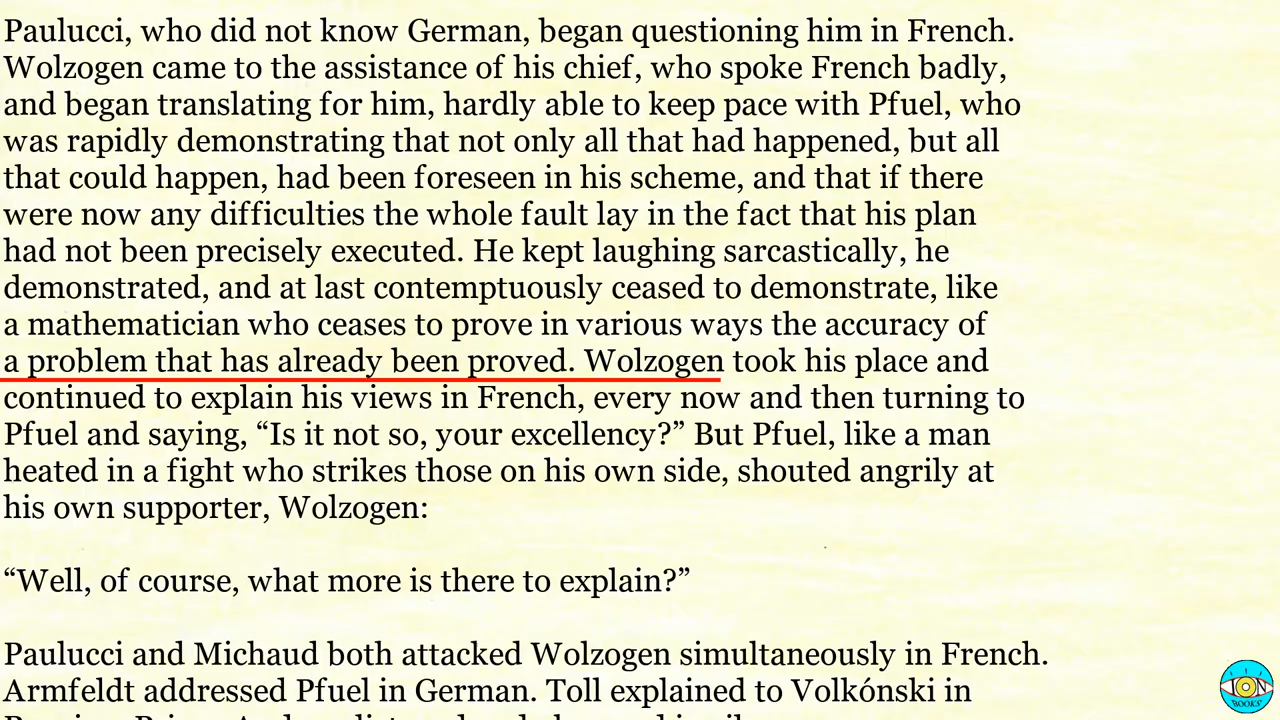 Paulucci, who did not know German, began questioning him in French.
Wolzogen came to the assistance of his chief, who spoke French badly,
and began translating for him, hardly able to keep pace with Pfuel, who
was rapidly demonstrating that not only all that had happened, but all
that could happen, had been foreseen in his scheme, and that if there
were now any difficulties the whole fault lay in the fact that his plan
had not been precisely executed. He kept laughing sarcastically, he
demonstrated, and at last contemptuously ceased to demonstrate, like
a mathematician who ceases to prove in various ways the accuracy of
a problem that has already been proved. Wolzogen took his place and
continued to explain his views in French, every now and then turning to
Pfuel and saying, “Is it not so, your excellency?” But Pfuel, like a man
heated in a fight who strikes those on his own side, shouted angrily at
his own supporter, Wolzogen:
“Well, of course, what more is there to explain?”
Paulucci and Michaud both attacked Wolzogen simultaneously in French.
Armfeldt addressed Pfuel in German. Toll explained to Volkónski in
ION
BOOKS